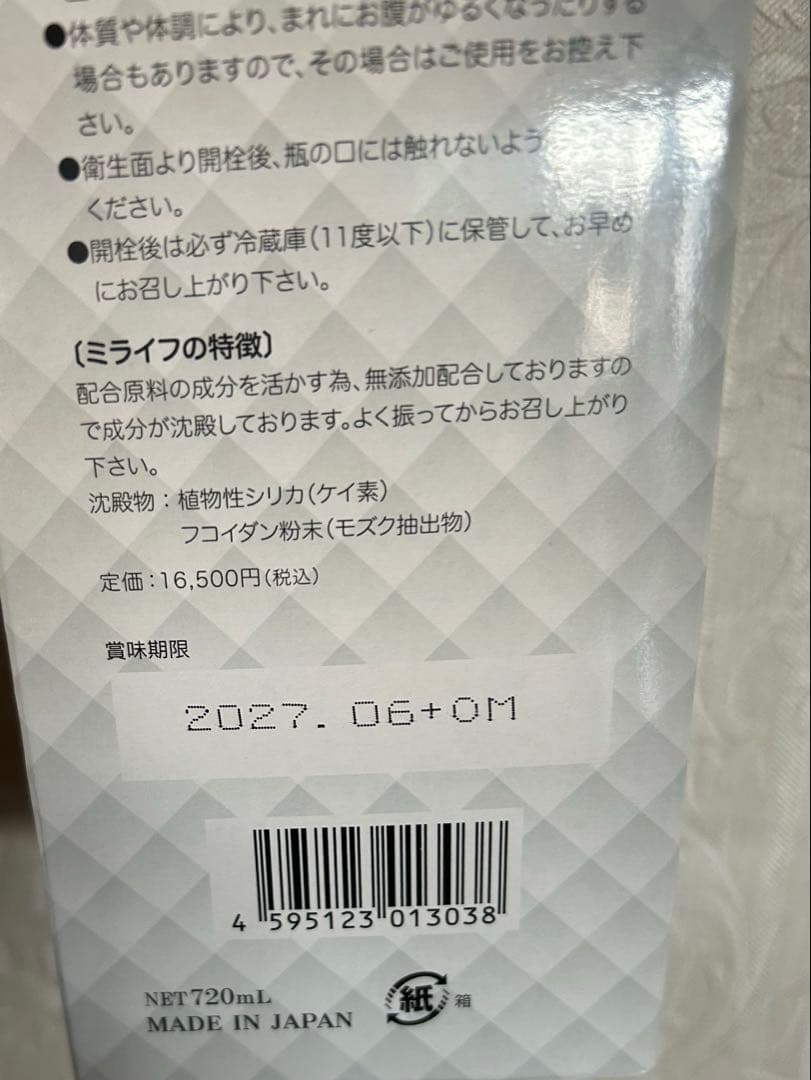 ●体質や体調により、まれにお腹がゆるくなったりする
場合もありますので、その場合はご使用をお控え下
さい。
●衛生面より開栓後、瓶の口には触れないよう
ください。
●開栓後は必ず冷蔵庫(11度以下)に保管して、お早め
にお召し上がり下さい。
〔ミライフの特徴〕
配合原料の成分を活かす為、無添加配合しておりますの
で成分が沈殿しております。よく振ってからお召し上がり
下さい。
沈殿物:植物性シリカ(ケイ素)
フコイダン粉末(モズク抽出物)
定価:16,500円(税込)
賞味期限
2027. 06+OM
4 595123 013038
NET 720mL
MADE IN JAPAN
紙 箱